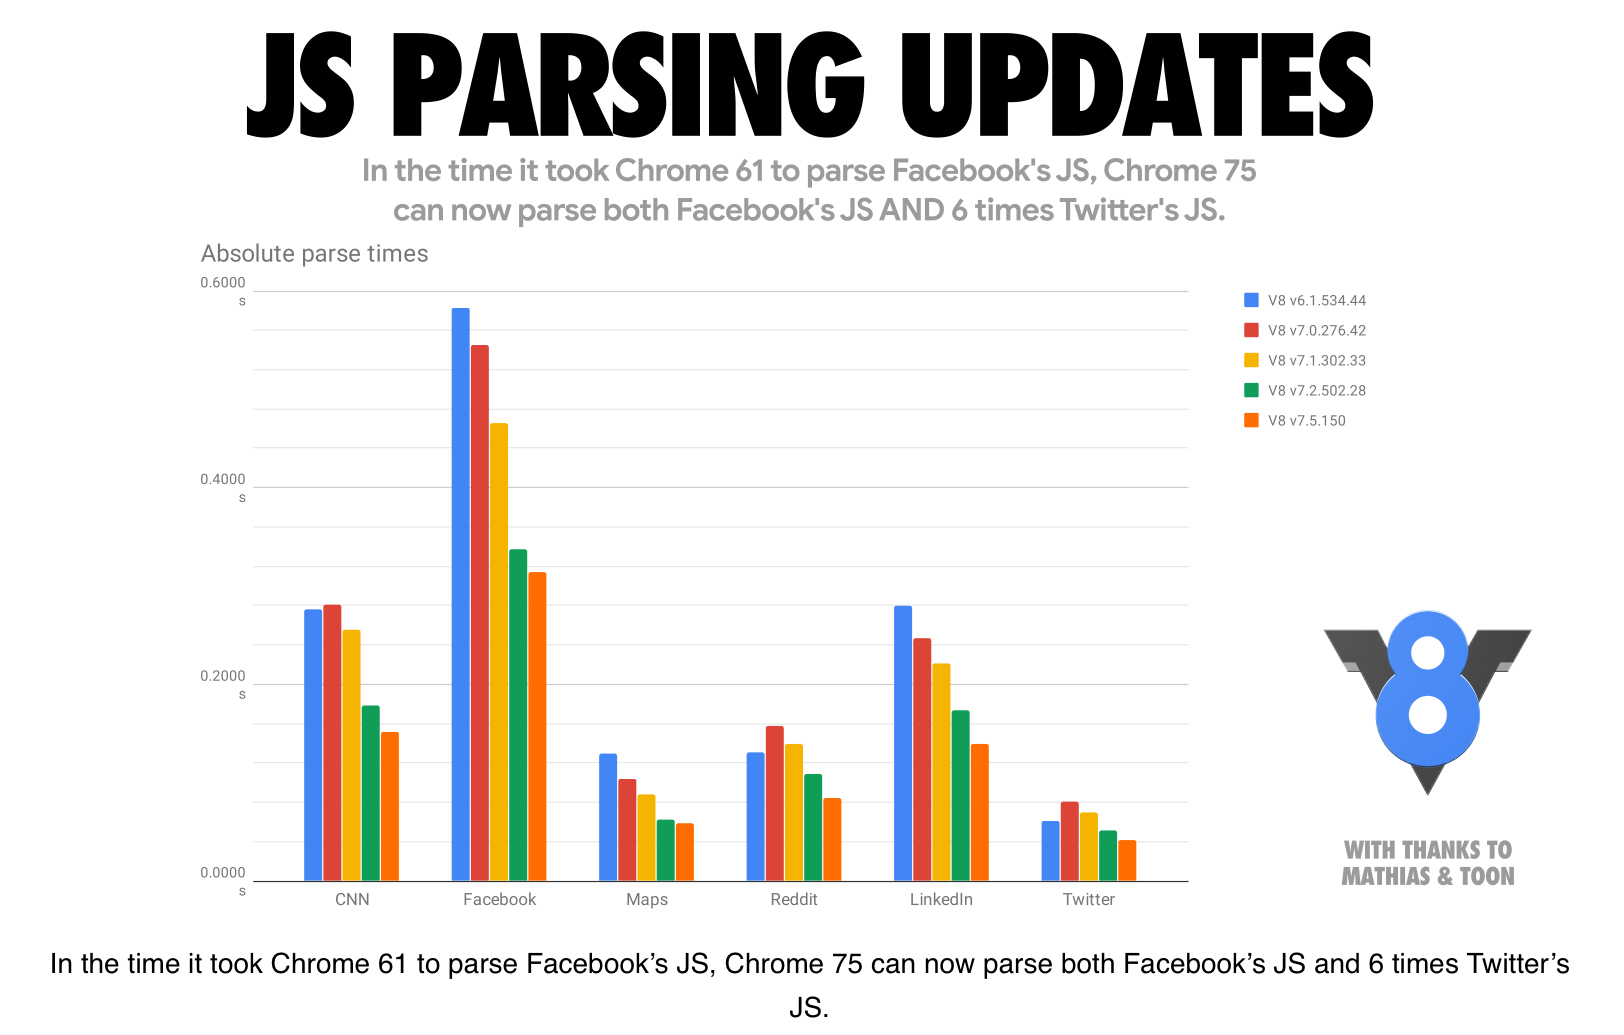 JS PARSING UPDATES
In the time it took Chrome 61 to parse Facebook's JS, Chrome 75
can now parse both Facebook's JS AND 6 times Twitter's JS.
Absolute parse times
0.6000
s
0.4000
s
0.2000
s
0.0000
s
CNN
Facebook
Maps
Reddit
LinkedIn
Twitter
V8 v6.1.534.44
V8 v7.0.276.42
V8 v7.1.302.33
V8 v7.2.502.28
V8 v7.5.150
V8
WITH THANKS TO
MATHIAS & TOON
In the time it took Chrome 61 to parse Facebook’s JS, Chrome 75 can now parse both Facebook’s JS and 6 times Twitter’s
JS.